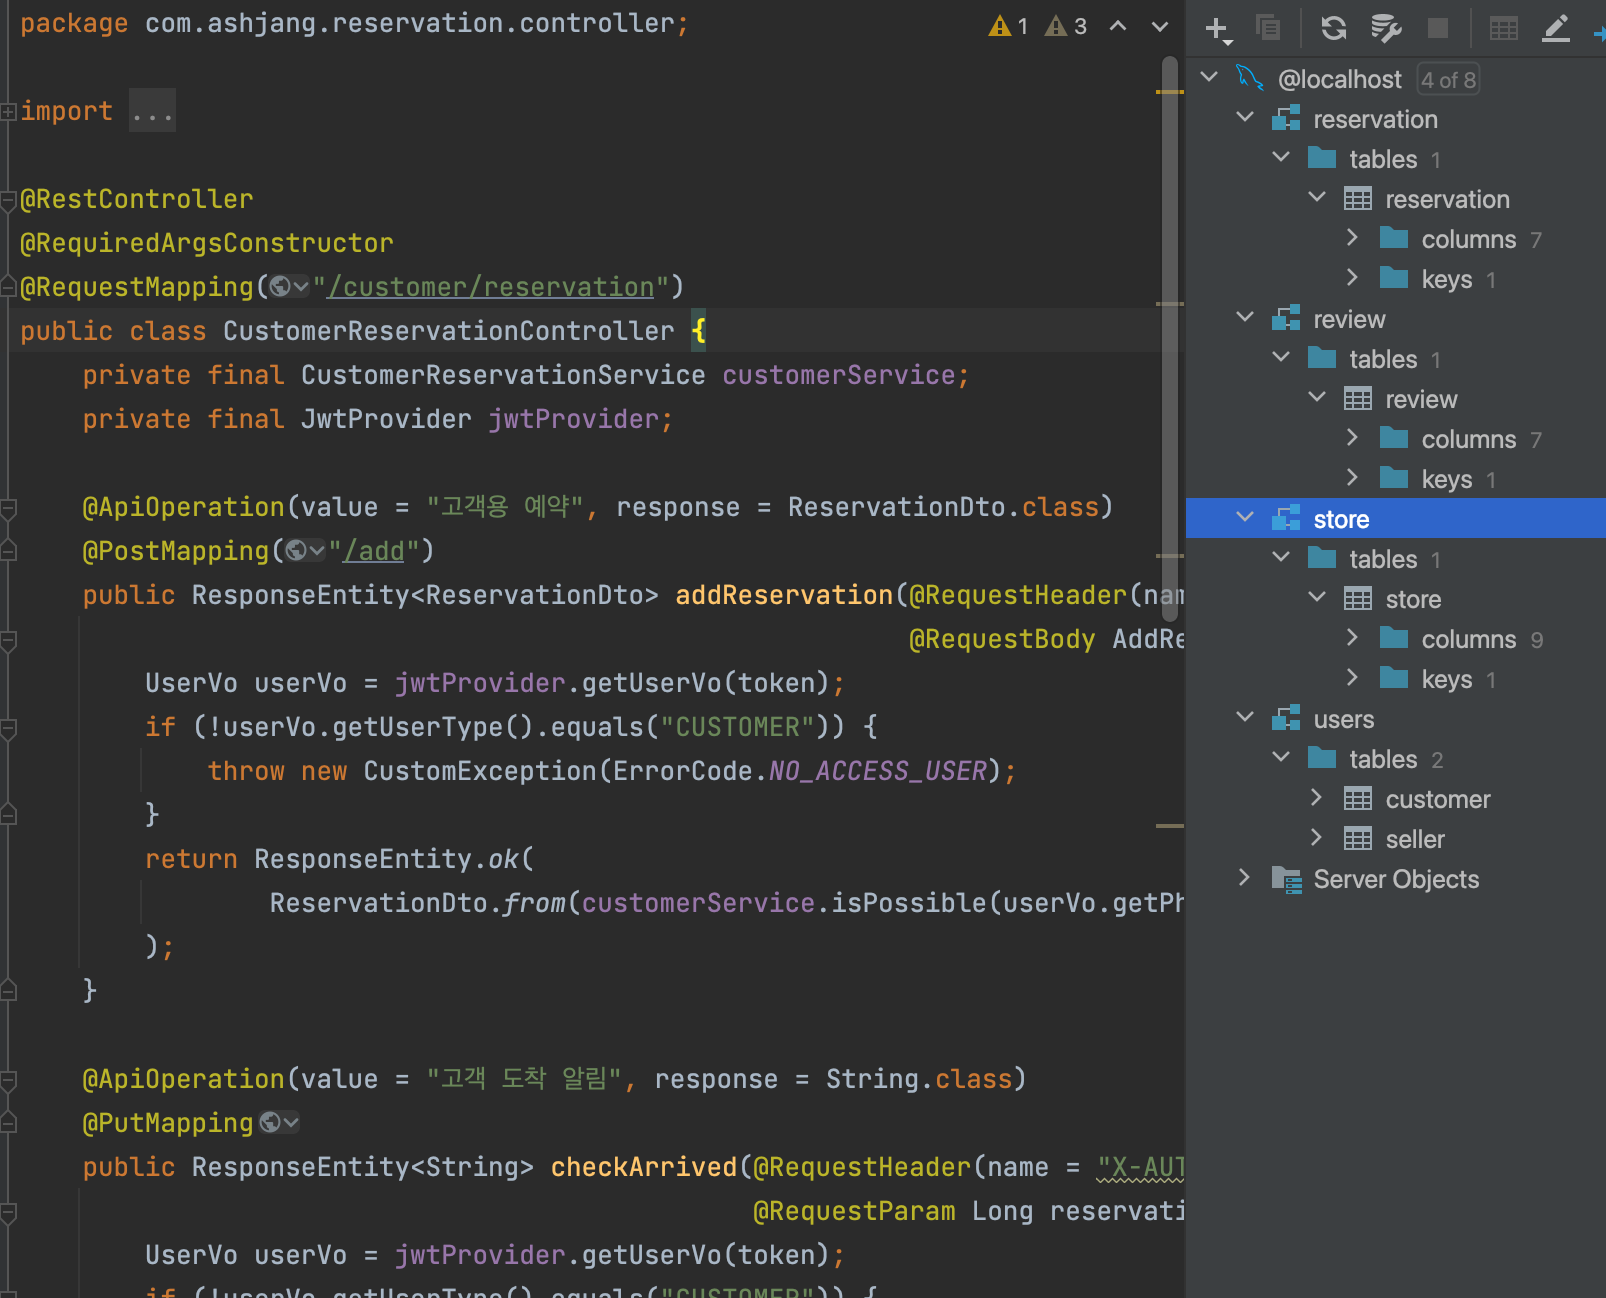 package com.ashjang.reservation.controller;
1 3
import ...
@RestController
@RequiredArgsConstructor
@RequestMapping("/customer/reservation")
public class CustomerReservationController {
private final CustomerReservationService customerService;
private final JwtProvider jwtProvider;
@ApiOperation(value = "고객용 예약", response = ReservationDto.class)
@PostMapping("/add")
public ResponseEntity<ReservationDto> addReservation(@RequestHeader(nam
@RequestBody AddRe
UserVo userVo = jwtProvider.getUserVo(token);
if (!userVo.getUserType().equals("CUSTOMER")) {
throw new CustomException(ErrorCode.NO_ACCESS_USER);
}
return ResponseEntity.ok(
ReservationDto.from(customerService.isPossible(userVo.getPh
);
}
@ApiOperation(value = "고객 도착 알림", response = String.class)
@PutMapping
public ResponseEntity<String> checkArrived(@RequestHeader(name = "X-AUT
@RequestParam Long reservati
UserVo userVo = jwtProvider.getUserVo(token);
if (!userVo.getUserType().equals("CUSTOMER")) {
@localhost 4 of 8
reservation
tables 1
reservation
columns 7
keys 1
review
tables 1
review
columns 7
keys 1
store
tables 1
store
columns 9
keys 1
users
tables 2
customer
seller
Server Objects